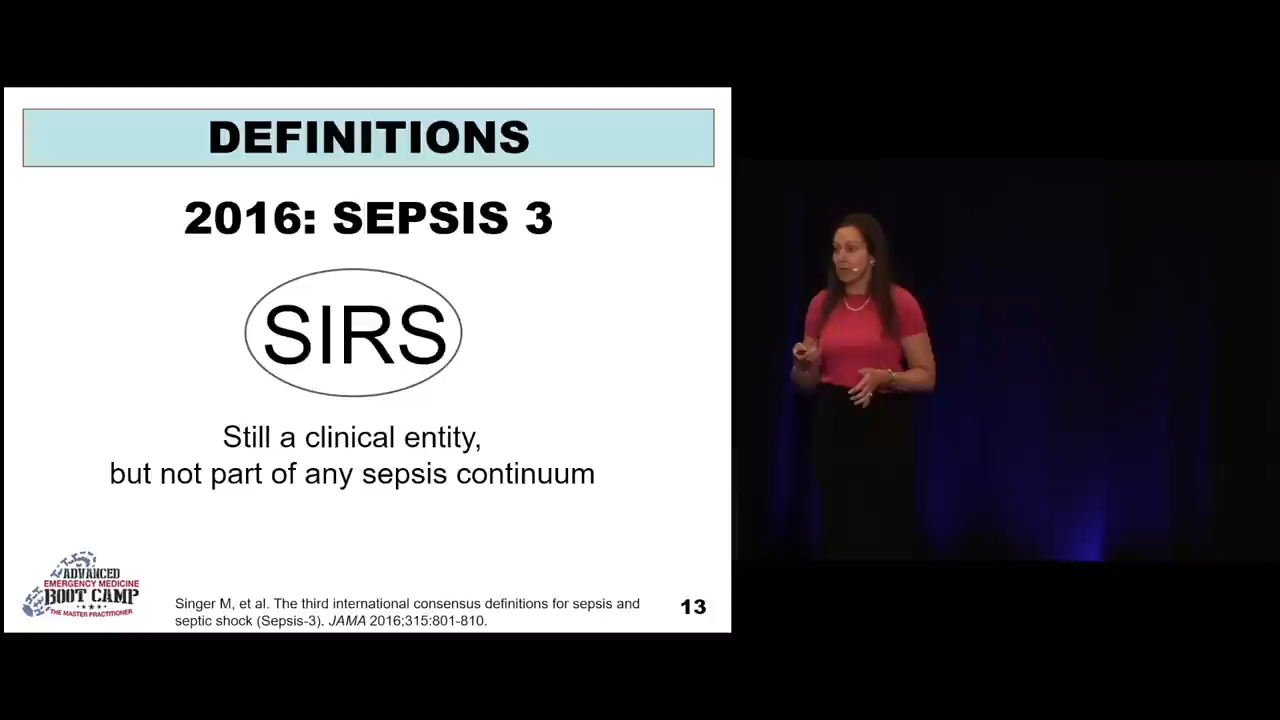 DEFINITIONS
2016: SEPSIS 3
SIRS
Still a clinical entity,
but not part of any sepsis continuum
ADVANCED
EMERGENCY MEDICINE
BOOT CAMP
THE MASTER PRACTITIONER
Singer M, et al. The third international consensus definitions for sepsis and
septic shock (Sepsis-3). JAMA 2016;315:801-810.
13